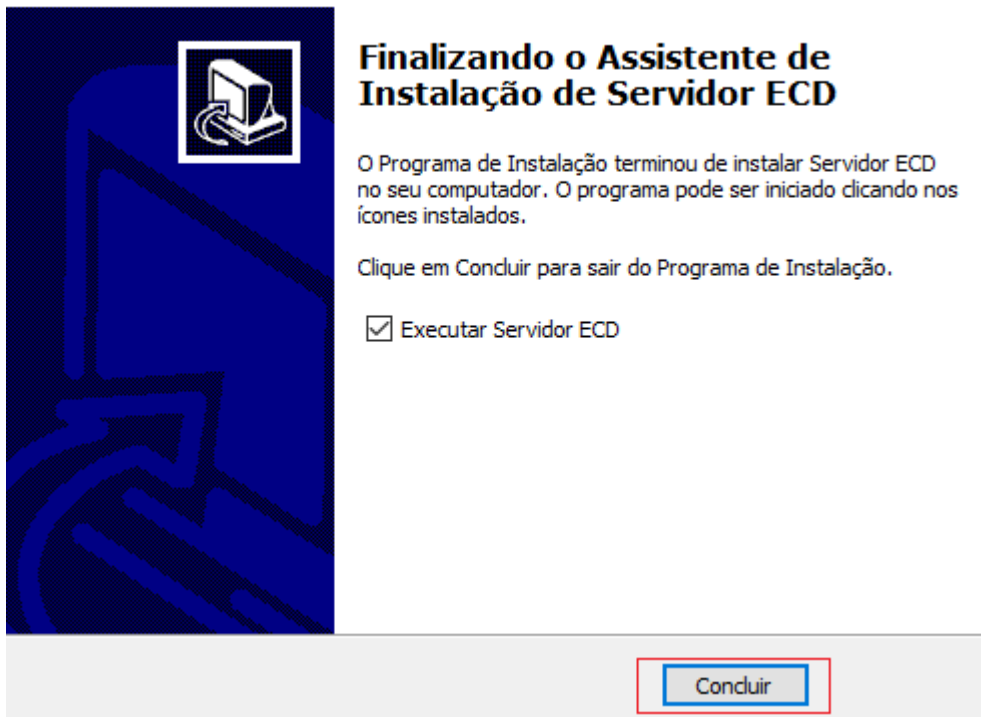 Finalizando o Assistente de
Instalação de Servidor ECD
O Programa de Instalação terminou de instalar Servidor ECD
no seu computador. O programa pode ser iniciado clicando nos
ícones instalados.
Clique em Concluir para sair do Programa de Instalação.
Executar Servidor ECD
Concluir